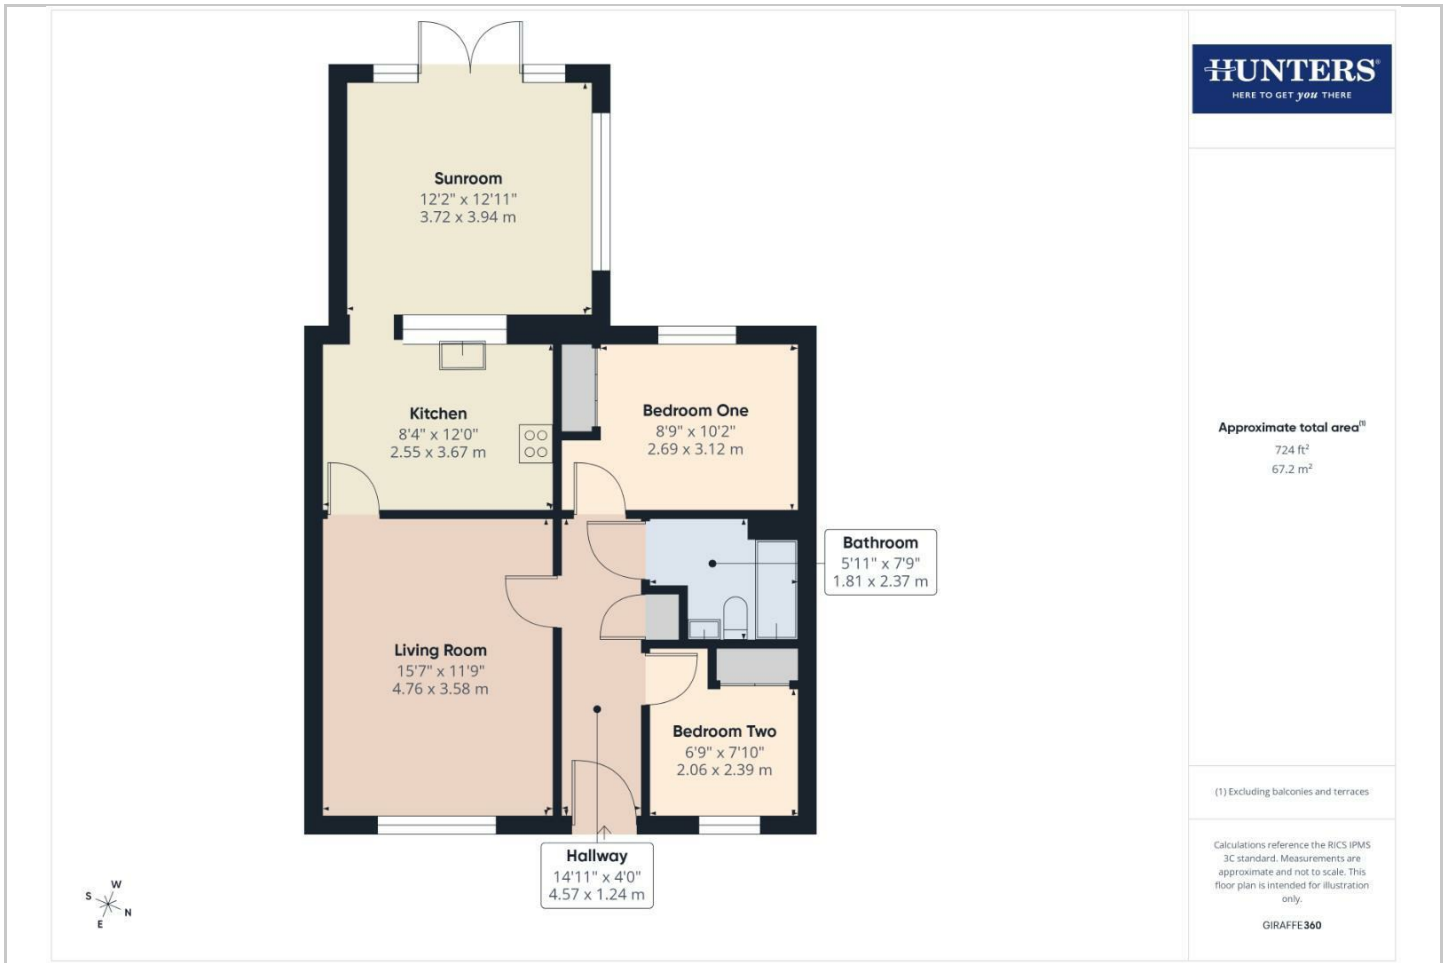 Sunroom
12'2" x 12'11"
3.72 x 3.94 m
Kitchen
8'4" x 12'0"
2.55 x 3.67 m
Bedroom One
8'9" x 10'2"
2.69 x 3.12 m
Bathroom
5'11" x 7'9"
1.81 x 2.37 m
Living Room
15'7" x 11'9"
4.76 x 3.58 m
Bedroom Two
6'9" x 7'10"
2.06 x 2.39 m
Hallway
14'11" x 4'0"
4.57 x 1.24 m
W
S
N
E
HUNTERS®
HERE TO GET you THERE
Approximate total area(1)
724 ft²
67.2 m²
(1) Excluding balconies and terraces
Calculations reference the RICS IPMS
3C standard. Measurements are
approximate and not to scale. This
floor plan is intended for illustration
only.
GIRAFFE360